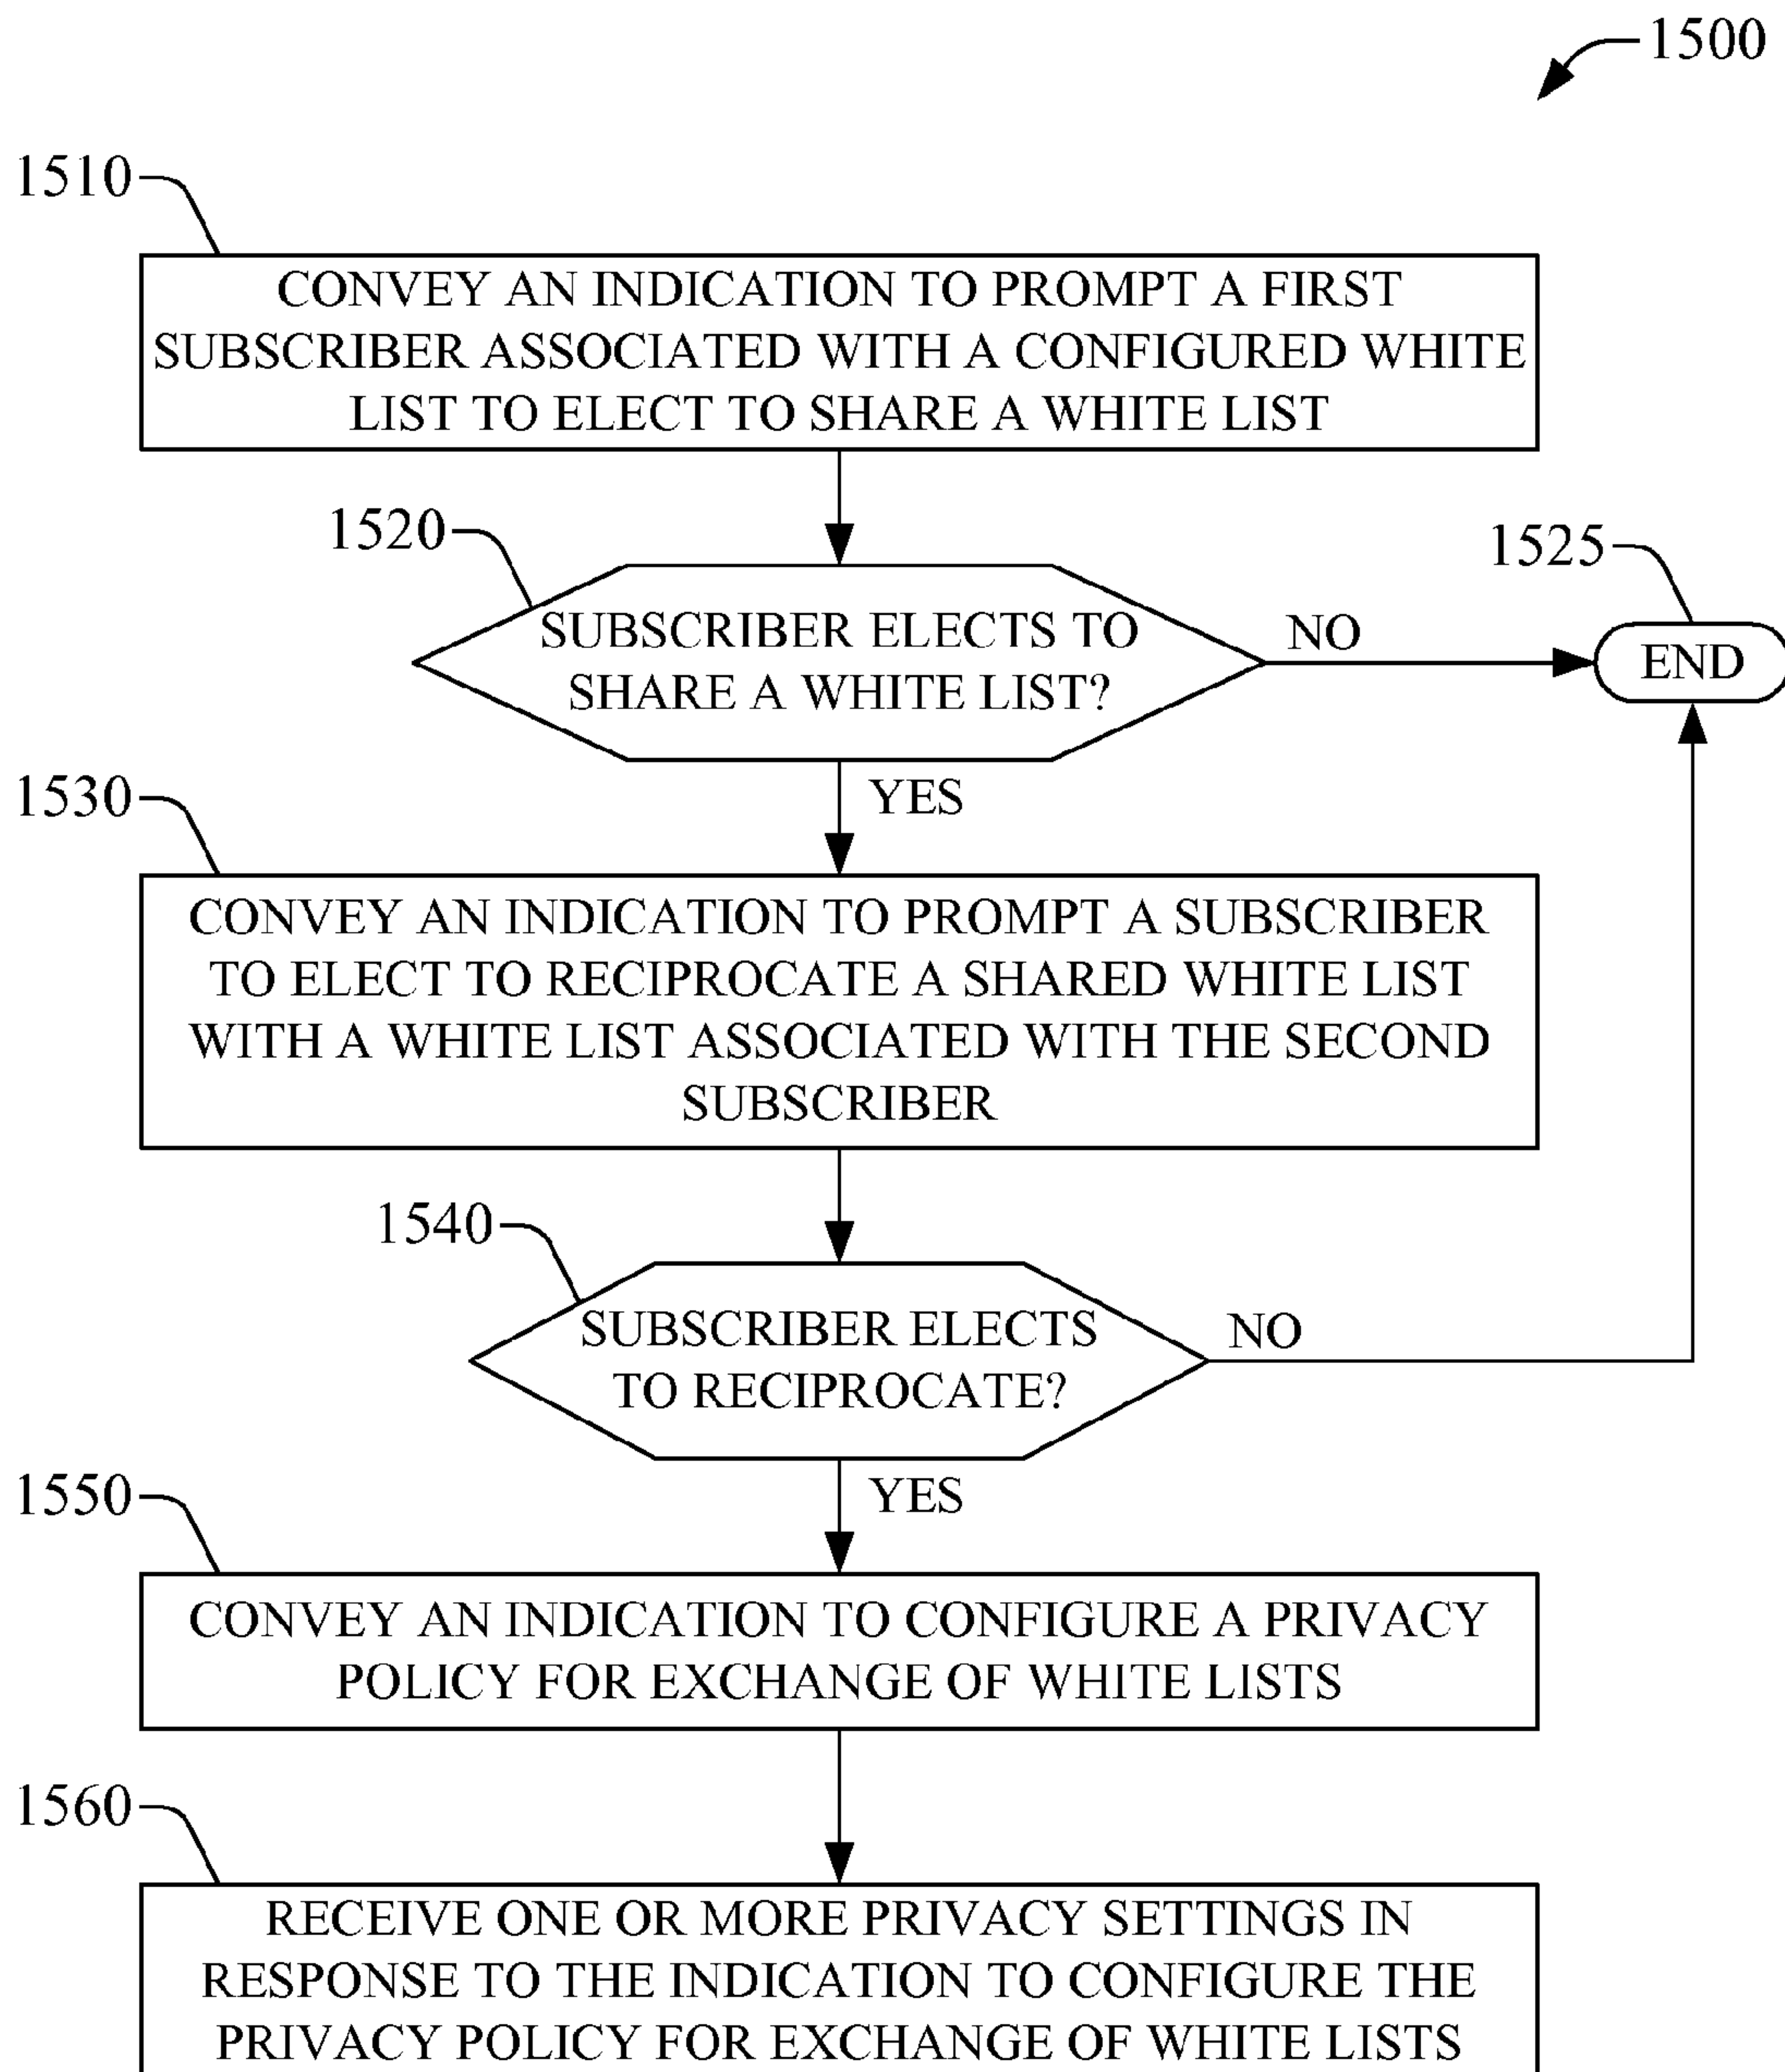 1500
1510
CONVEY AN INDICATION TO PROMPT A FIRST
SUBSCRIBER ASSOCIATED WITH A CONFIGURED WHITE
LIST TO ELECT TO SHARE A WHITE LIST
1520
SUBSCRIBER ELECTS TO
SHARE A WHITE LIST?
NO
1525
END
YES
1530
CONVEY AN INDICATION TO PROMPT A SUBSCRIBER
TO ELECT TO RECIPROCATE A SHARED WHITE LIST
WITH A WHITE LIST ASSOCIATED WITH THE SECOND
SUBSCRIBER
1540
SUBSCRIBER ELECTS
TO RECIPROCATE?
NO
YES
1550
CONVEY AN INDICATION TO CONFIGURE A PRIVACY
POLICY FOR EXCHANGE OF WHITE LISTS
1560
RECEIVE ONE OR MORE PRIVACY SETTINGS IN
RESPONSE TO THE INDICATION TO CONFIGURE THE
PRIVACY POLICY FOR EXCHANGE OF WHITE LISTS